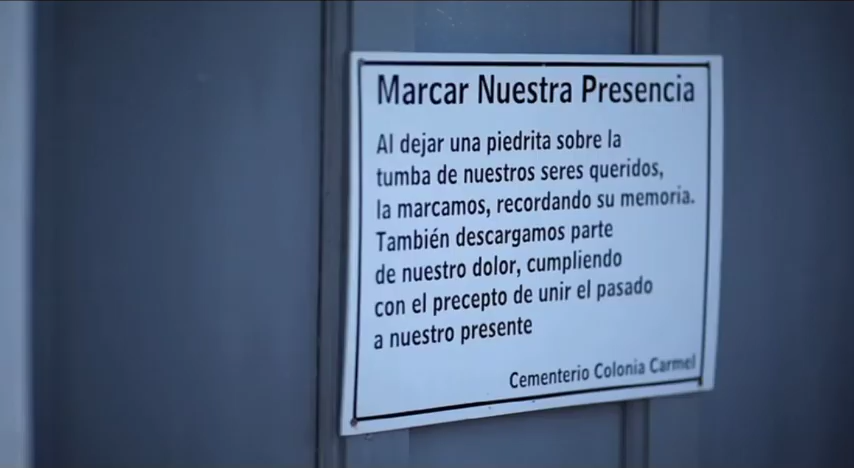 Marcar Nuestra Presencia
Al dejar una piedrita sobre la
tumba de nuestros seres queridos,
la marcamos, recordando su memoria.
También descargamos parte
de nuestro dolor, cumpliendo
con el precepto de unir el pasado
a nuestro presente
Cementerio Colonia Carmel